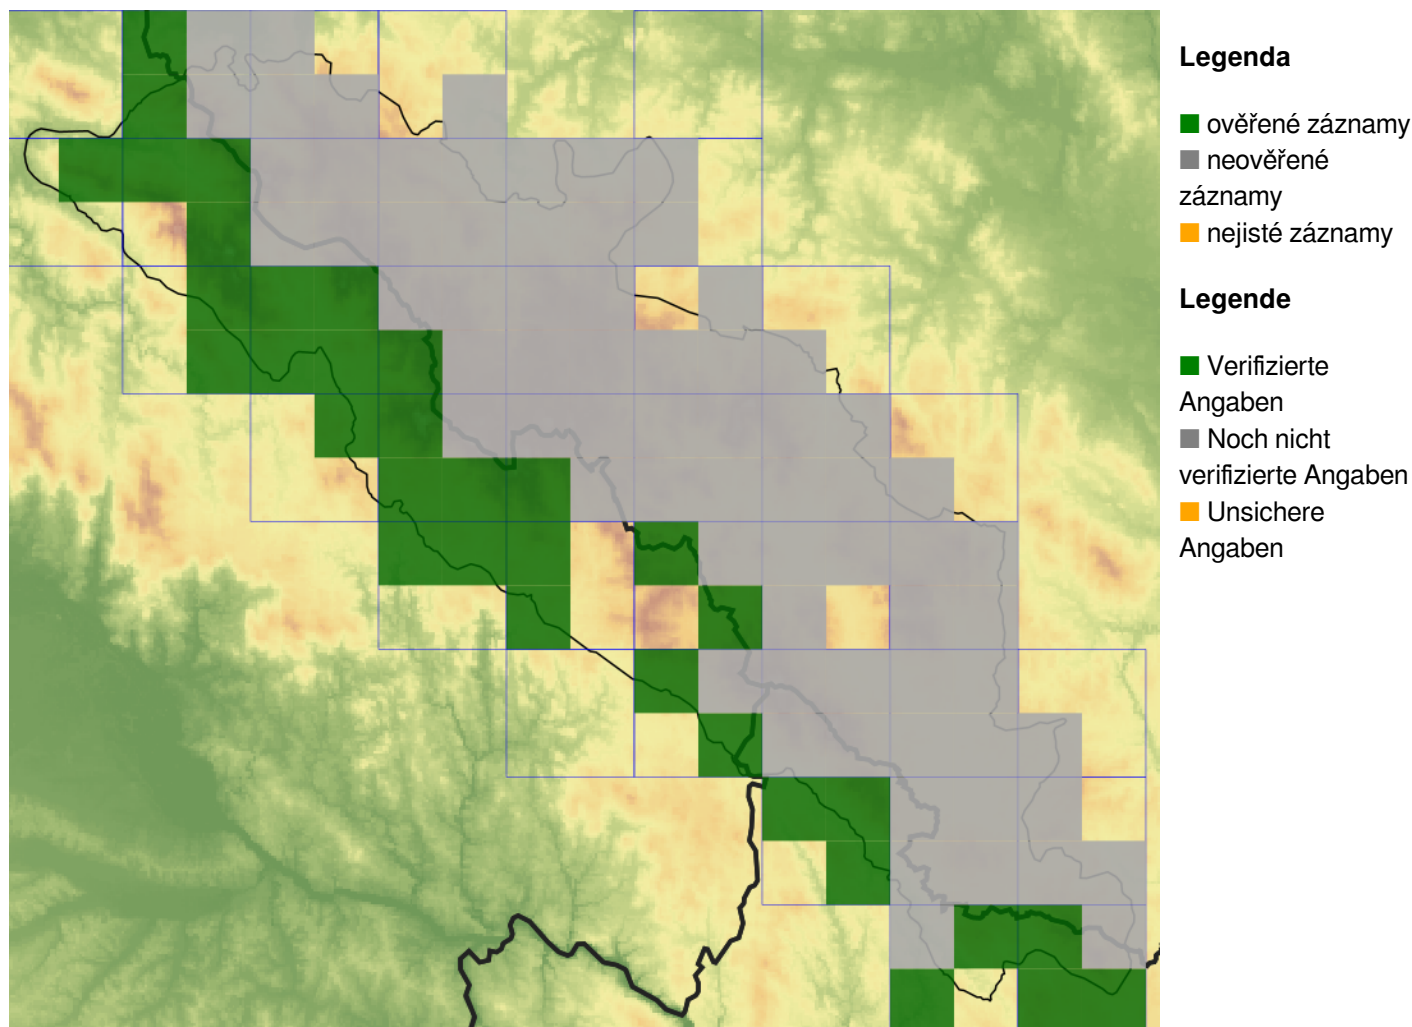 Legenda
ověřené záznamy
neověřené
záznamy
nejisté záznamy
Legende
Verifizierte
Angaben
Noch nicht
verifizierte Angaben
Unsichere
Angaben